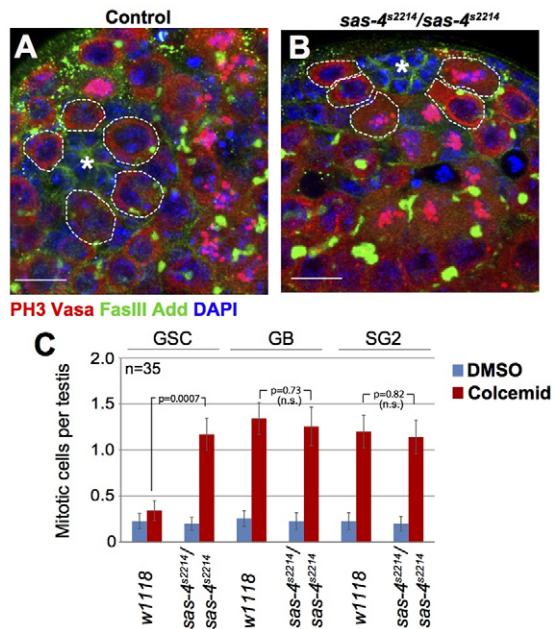 Control
sas-4ˢ²²¹⁴/sas-4ˢ²²¹⁴
A
*
B
*
PH3 Vasa FasIII Add DAPI
C
GSC GB SG2
DMSO
Colcemid
n=35
p=0.0007
p=0.73
(n.s.)
p=0.82
(n.s.)
Mitotic cells per testis
2.0
1.5
1.0
0.5
0
w1118
sas-4ˢ²²¹⁴/
sas-4ˢ²²¹⁴
w1118
sas-4ˢ²²¹⁴/
sas-4ˢ²²¹⁴
w1118
sas-4ˢ²²¹⁴/
sas-4ˢ²²¹⁴